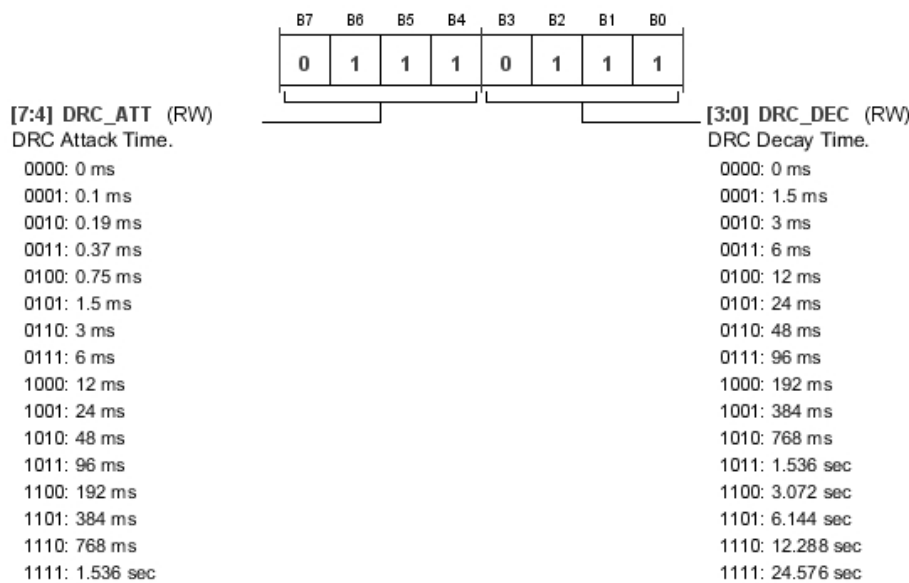 B7 B6 B5 B4 B3 B2 B1 B0
0 1 1 1 0 1 1 1
[7:4] DRC_ATT (RW)
DRC Attack Time.
0000: 0 ms
0001: 0.1 ms
0010: 0.19 ms
0011: 0.37 ms
0100: 0.75 ms
0101: 1.5 ms
0110: 3 ms
0111: 6 ms
1000: 12 ms
1001: 24 ms
1010: 48 ms
1011: 96 ms
1100: 192 ms
1101: 384 ms
1110: 768 ms
1111: 1.536 sec
[3:0] DRC_DEC (RW)
DRC Decay Time.
0000: 0 ms
0001: 1.5 ms
0010: 3 ms
0011: 6 ms
0100: 12 ms
0101: 24 ms
0110: 48 ms
0111: 96 ms
1000: 192 ms
1001: 384 ms
1010: 768 ms
1011: 1.536 sec
1100: 3.072 sec
1101: 6.144 sec
1110: 12.288 sec
1111: 24.576 sec